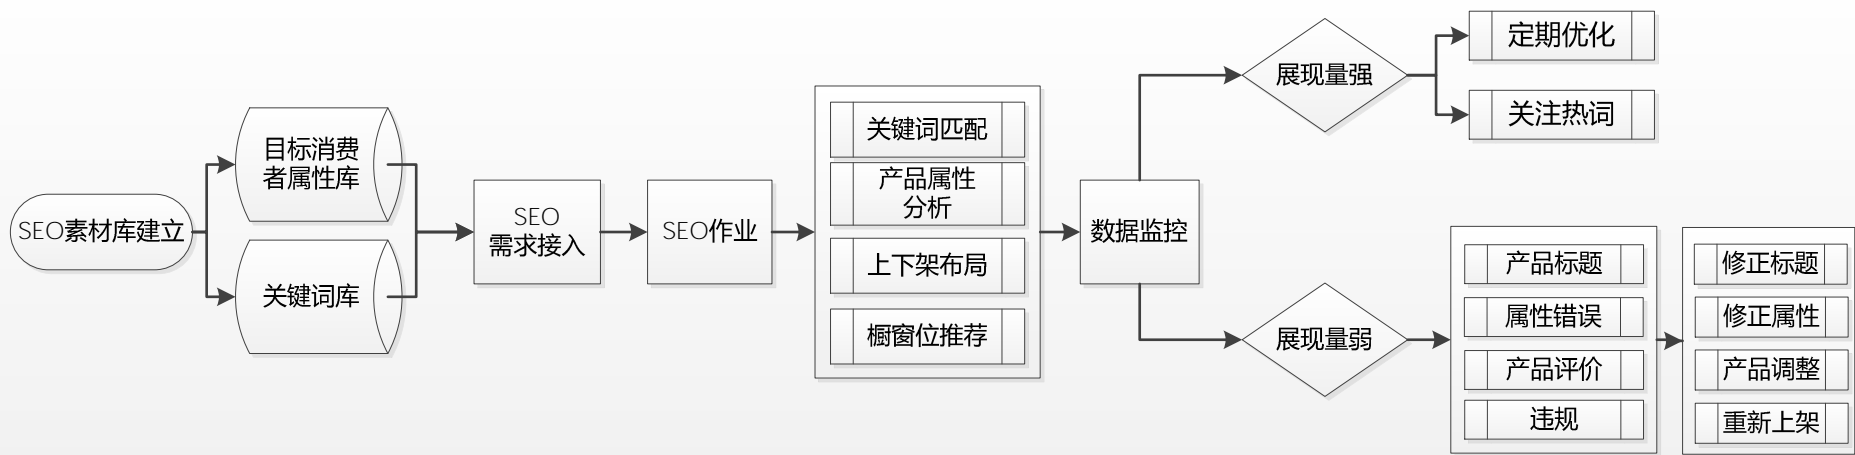 SEO素材库建立
目标消费
者属性库
关键词库
SEO
需求接入
SEO作业
关键词匹配
产品属性
分析
上下架布局
橱窗位推荐
数据监控
展现量强
定期优化
关注热词
展现量弱
产品标题
属性错误
产品评价
违规
修正标题
修正属性
产品调整
重新上架